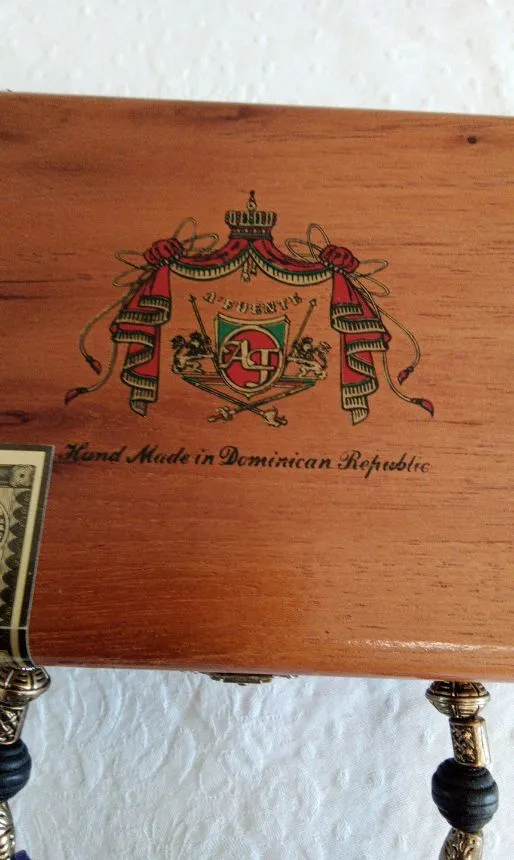 A. FUENTE
AF
Hand Made in Dominican Republic